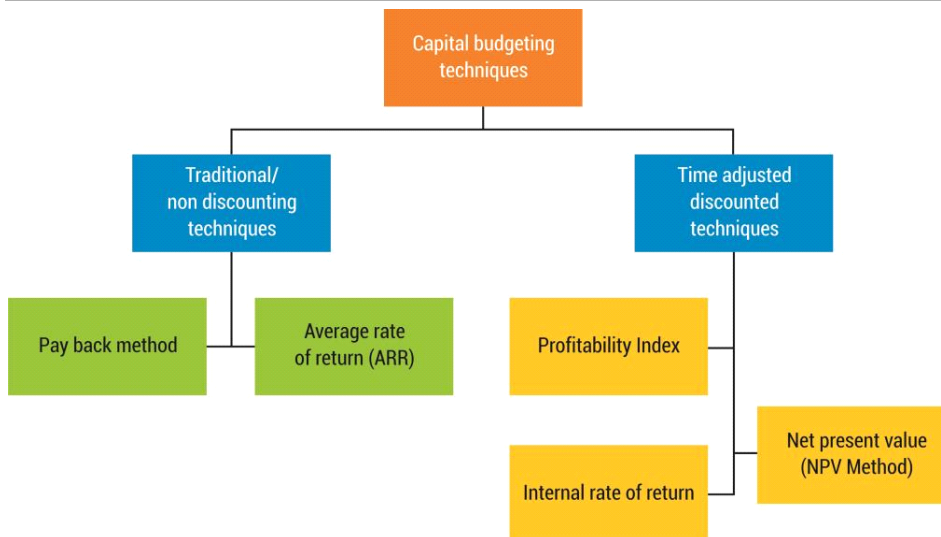 Capital budgeting
techniques
Traditional/
non discounting
techniques
Time adjusted
discounted
techniques
Pay back method
Average rate
of return (ARR)
Profitability Index
Internal rate of return
Net present value
(NPV Method)